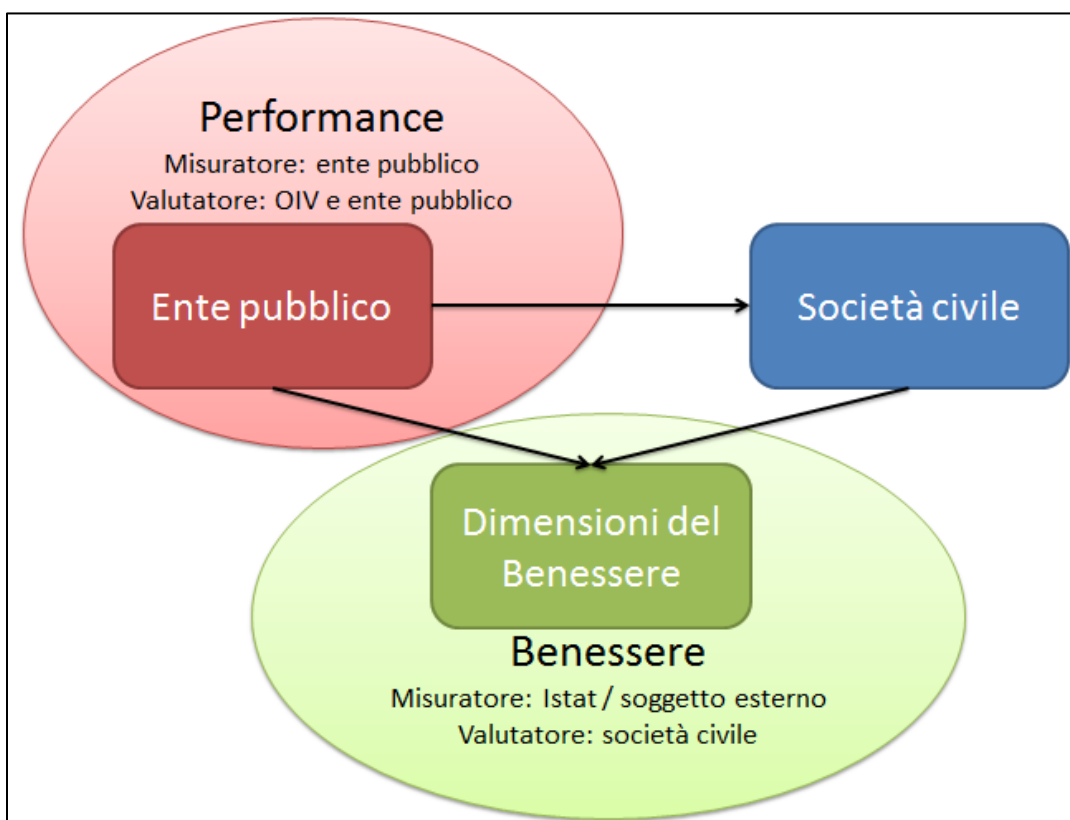 Performance
Misuratore: ente pubblico
Valutatore: OIV e ente pubblico
Ente pubblico
Società civile
Dimensioni del
Benessere
Benessere
Misuratore: Istat / soggetto esterno
Valutatore: società civile